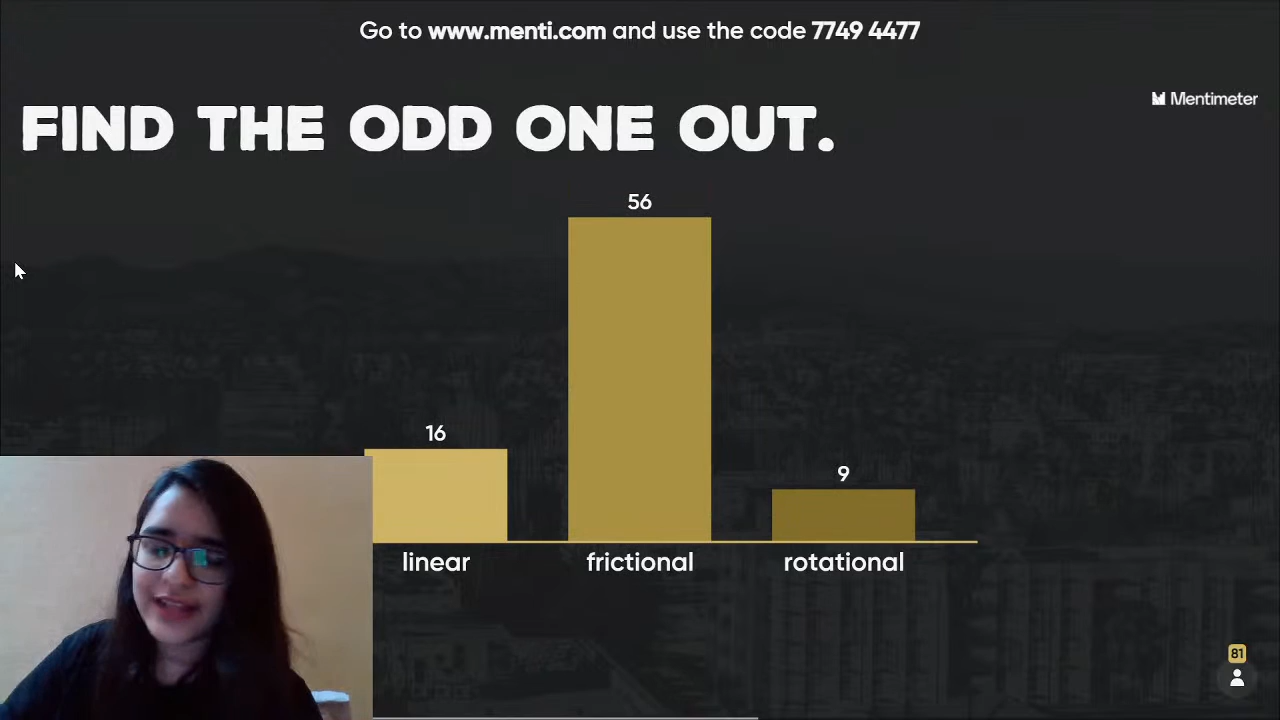 Go to www.menti.com and use the code 7749 4477
Mentimeter
FIND THE ODD ONE OUT.
56
16
9
linear frictional rotational
81